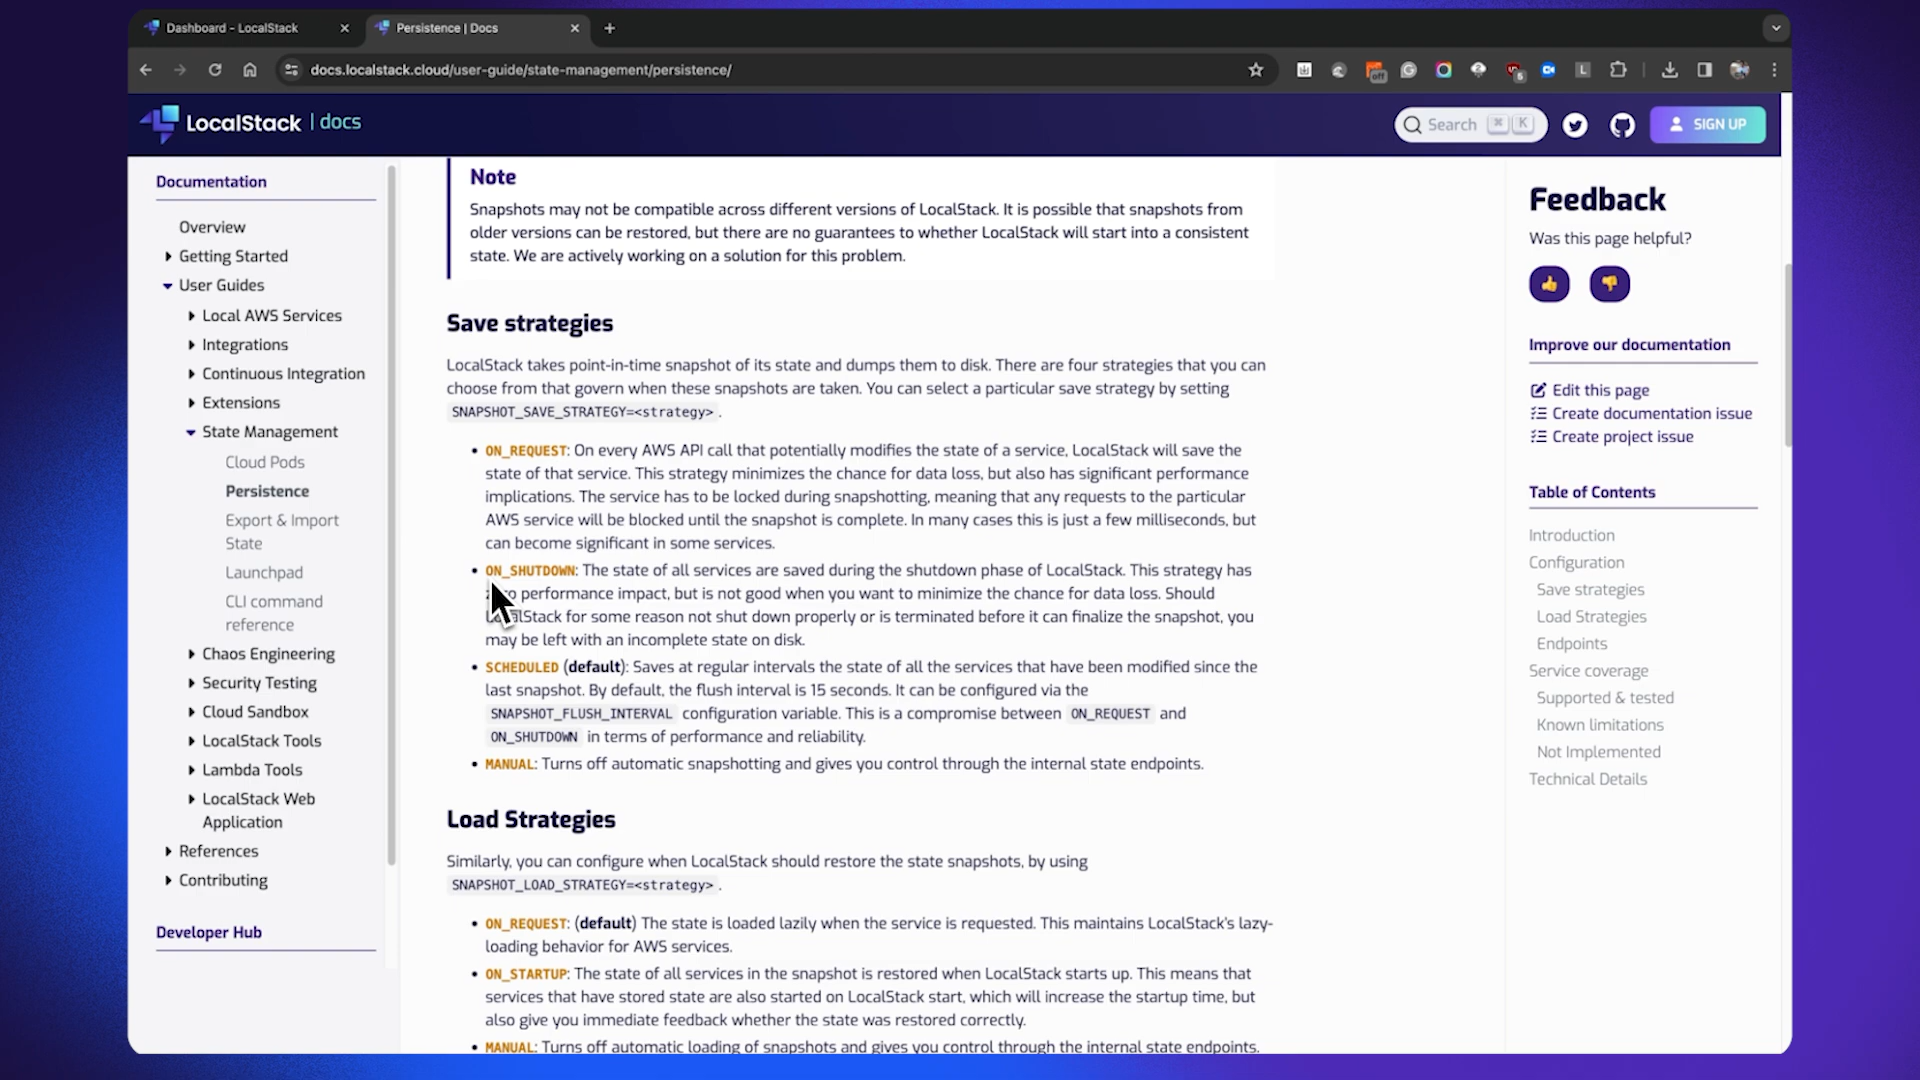 Dashboard - LocalStack
Persistence | Docs
docs.localstack.cloud/user-guide/state-management/persistence/
off
5
L
LocalStack | docs
Search ⌘ K
SIGN UP
Documentation
Overview
Getting Started
User Guides
Local AWS Services
Integrations
Continuous Integration
Extensions
State Management
Cloud Pods
Persistence
Export & Import
State
Launchpad
CLI command
reference
Chaos Engineering
Security Testing
Cloud Sandbox
LocalStack Tools
Lambda Tools
LocalStack Web
Application
References
Contributing
Developer Hub
Note
Snapshots may not be compatible across different versions of LocalStack. It is possible that snapshots from
older versions can be restored, but there are no guarantees to whether LocalStack will start into a consistent
state. We are actively working on a solution for this problem.
Save strategies
LocalStack takes point-in-time snapshot of its state and dumps them to disk. There are four strategies that you can
choose from that govern when these snapshots are taken. You can select a particular save strategy by setting
SNAPSHOT_SAVE_STRATEGY=<strategy> .
• ON_REQUEST: On every AWS API call that potentially modifies the state of a service, LocalStack will save the
state of that service. This strategy minimizes the chance for data loss, but also has significant performance
implications. The service has to be locked during snapshotting, meaning that any requests to the particular
AWS service will be blocked until the snapshot is complete. In many cases this is just a few milliseconds, but
can become significant in some services.
• ON_SHUTDOWN: The state of all services are saved during the shutdown phase of LocalStack. This strategy has
performance impact, but is not good when you want to minimize the chance for data loss. Should
LocalStack for some reason not shut down properly or is terminated before it can finalize the snapshot, you
may be left with an incomplete state on disk.
• SCHEDULED (default): Saves at regular intervals the state of all the services that have been modified since the
last snapshot. By default, the flush interval is 15 seconds. It can be configured via the
SNAPSHOT_FLUSH_INTERVAL configuration variable. This is a compromise between ON_REQUEST and
ON_SHUTDOWN in terms of performance and reliability.
• MANUAL: Turns off automatic snapshotting and gives you control through the internal state endpoints.
Load Strategies
Similarly, you can configure when LocalStack should restore the state snapshots, by using
SNAPSHOT_LOAD_STRATEGY=<strategy> .
• ON_REQUEST: (default) The state is loaded lazily when the service is requested. This maintains LocalStack's lazy-
loading behavior for AWS services.
• ON_STARTUP: The state of all services in the snapshot is restored when LocalStack starts up. This means that
services that have stored state are also started on LocalStack start, which will increase the startup time, but
also give you immediate feedback whether the state was restored correctly.
• MANUAL: Turns off automatic loading of snapshots and gives you control through the internal state endpoints.
Feedback
Was this page helpful?
Improve our documentation
Edit this page
Create documentation issue
Create project issue
Table of Contents
Introduction
Configuration
Save strategies
Load Strategies
Endpoints
Service coverage
Supported & tested
Known limitations
Not Implemented
Technical Details